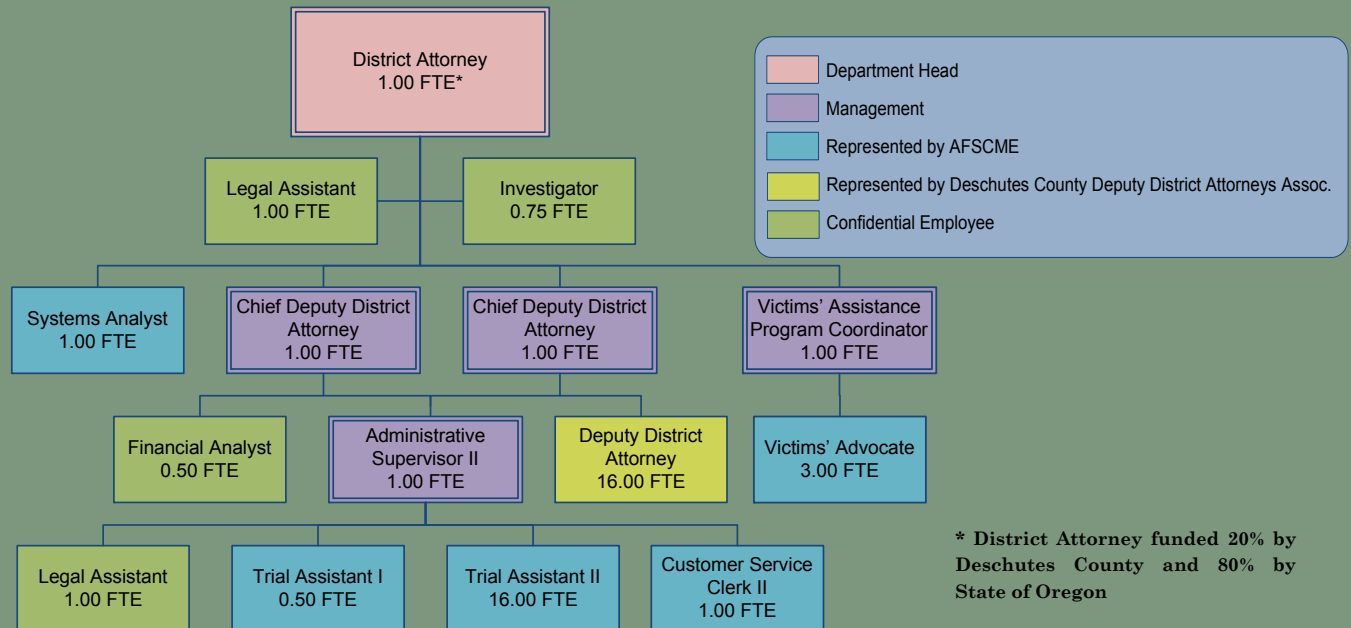 District Attorney
1.00 FTE*
Department Head
Management
Represented by AFSCME
Represented by Deschutes County Deputy District Attorneys Assoc.
Confidential Employee
Legal Assistant
1.00 FTE
Investigator
0.75 FTE
Systems Analyst
1.00 FTE
Chief Deputy District
Attorney
1.00 FTE
Chief Deputy District
Attorney
1.00 FTE
Victims’ Assistance
Program Coordinator
1.00 FTE
Financial Analyst
0.50 FTE
Administrative
Supervisor II
1.00 FTE
Deputy District
Attorney
16.00 FTE
Victims’ Advocate
3.00 FTE
Legal Assistant
1.00 FTE
Trial Assistant I
0.50 FTE
Trial Assistant II
16.00 FTE
Customer Service
Clerk II
1.00 FTE
* District Attorney funded 20% by
Deschutes County and 80% by
State of Oregon